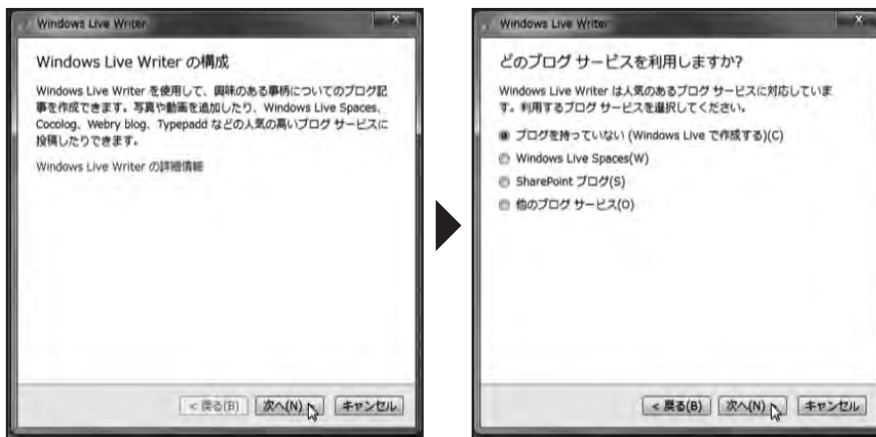 Windows Live Writer
Windows Live Writer の構成
Windows Live Writer を使用して、興味のある事柄についてのブログ記
事を作成できます。写真や動画を追加したり、Windows Live Spaces、
Cocolog、Webry blog、Typepadd などの人気の高いブログ サービスに
投稿したりできます。
Windows Live Writer の詳細情報
< 戻る(B) 次へ(N) > キャンセル
Windows Live Writer
どのブログ サービスを利用しますか?
Windows Live Writer は人気のあるブログ サービスに対応していま
す。利用するブログ サービスを選択してください。
ブログを持っていない (Windows Live で作成する)(C)
Windows Live Spaces(W)
SharePoint ブログ(S)
他のブログ サービス(O)
< 戻る(B) 次へ(N) > キャンセル